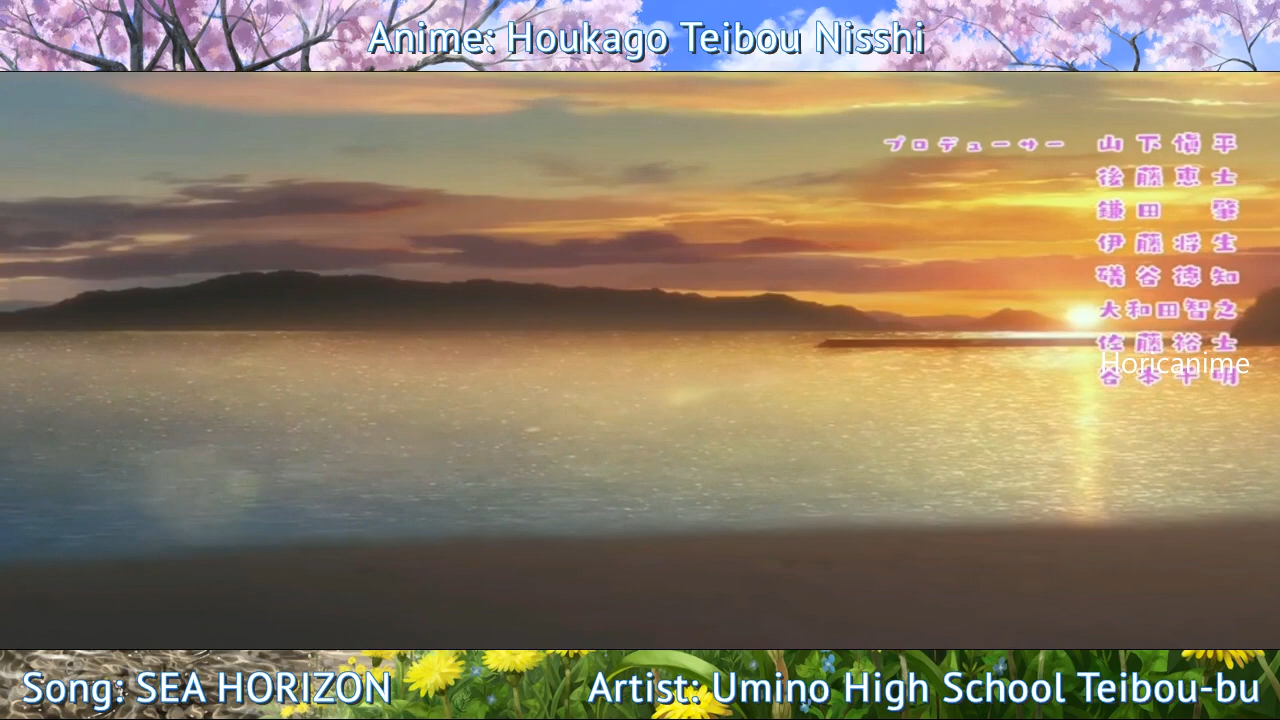 Anime: Houkago Teibou Nisshi
プロデューサー 山下愼平
後藤恵士
鎌田 肇
伊藤将生
礒谷徳知
大和田智之
佐藤裕士
Horicanime
Song: SEA HORIZON
Artist: Umino High School Teibou-bu